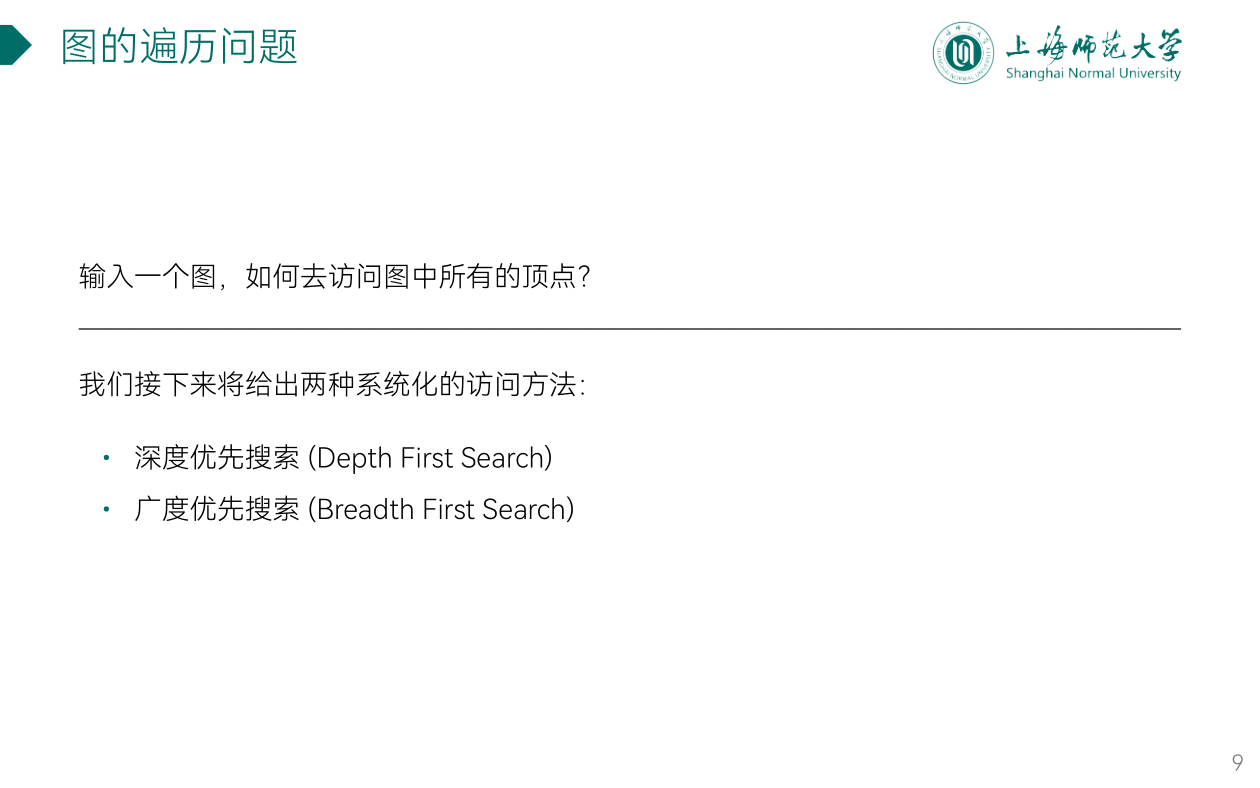 图的遍历问题
上海师范大学
Shanghai Normal University
输入一个图，如何去访问图中所有的顶点？
我们接下来将给出两种系统化的访问方法：
• 深度优先搜索 (Depth First Search)
• 广度优先搜索 (Breadth First Search)
9